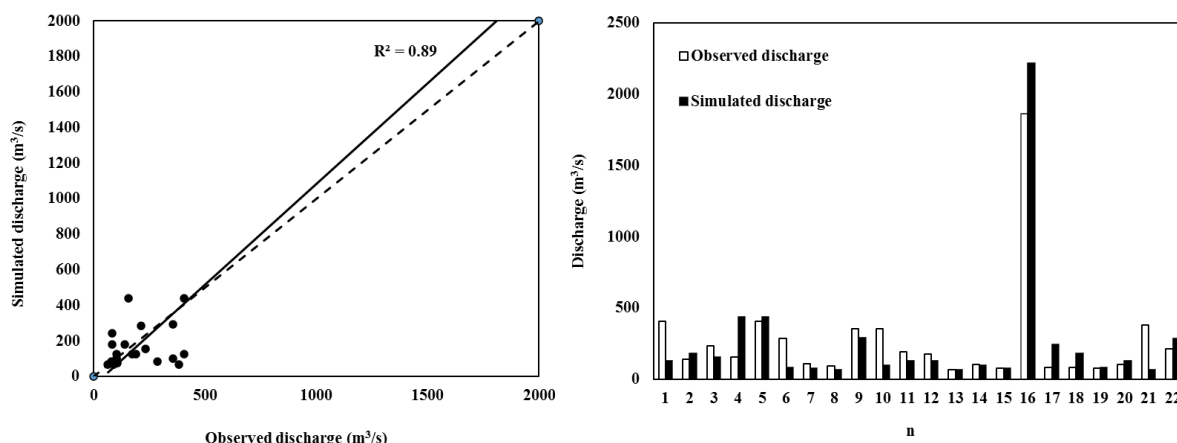 2000
1800
1600
1400
1200
1000
800
600
400
200
0
Simulated discharge (m³/s)
R² = 0.89
0 500 1000 1500 2000
Observed discharge (m³/s)
2500
2000
1500
1000
500
0
Discharge (m³/s)
Observed discharge
Simulated discharge
1 2 3 4 5 6 7 8 9 10 11 12 13 14 15 16 17 18 19 20 21 22
n